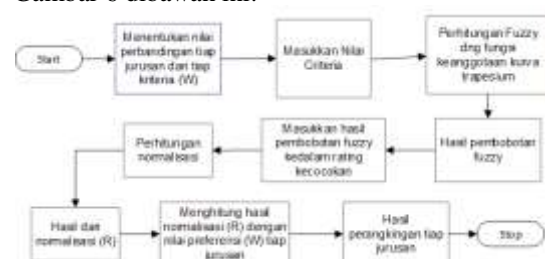 Gambar 6 dibawah ini.
Start
Menentukan nilai
perbandingan tiap
jurusan dan tiap
kriteria (W)
Masukkan Nilai
Criteria
Perhitungan Fuzzy
dng fungsi
keanggotaan kurva
trapesium
Hasil pembobotan
fuzzy
Masukkan hasil
pembobotan fuzzy
kedalam rating
kecocokan
Perhitungan
normalisasi
Hasil dari
normalisasi (R)
Menghitung hasil
normalisasi (R) dengan
nilai preferensi (W) tiap
jurusan
Hasil
perangkingan tiap
jurusan
Stop